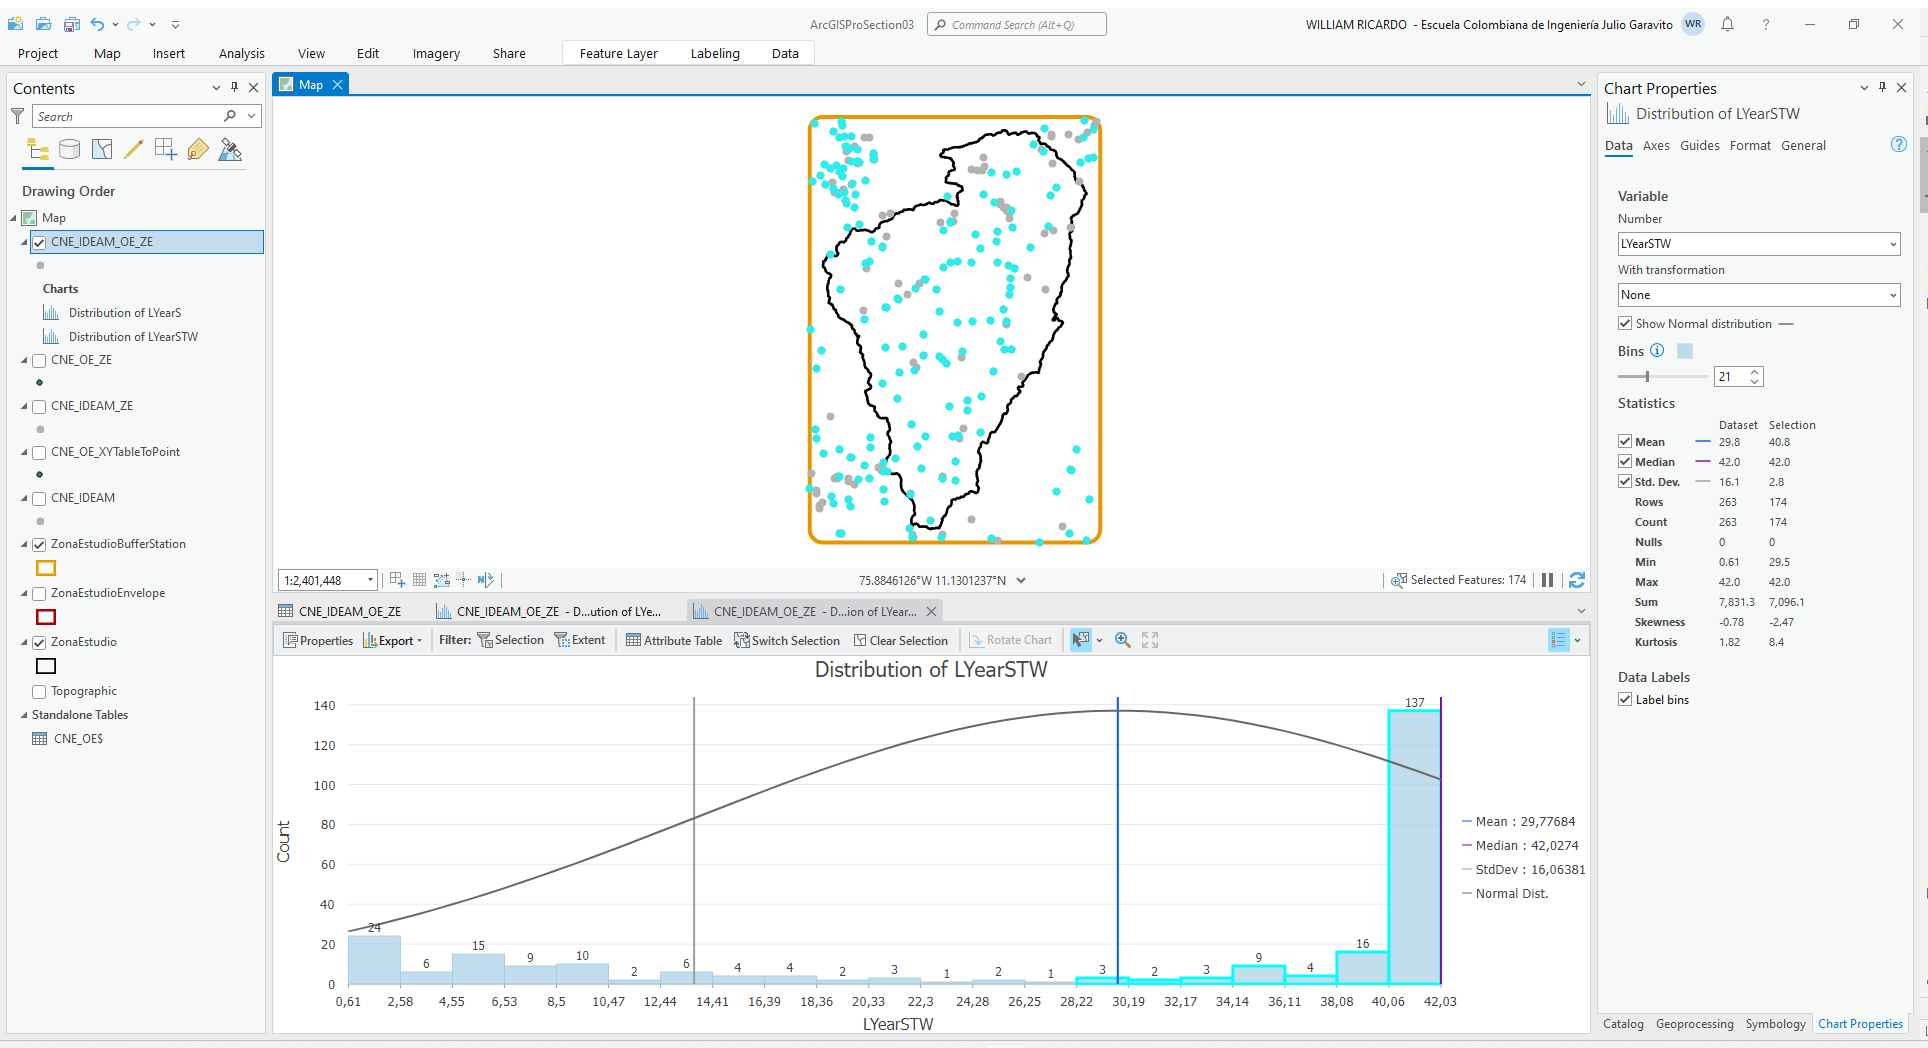 ArcGISProSection03
Command Search (Alt+Q)
WILLIAM RICARDO - Escuela Colombiana de Ingeniería Julio Garavito
WR
?
Project Map Insert Analysis View Edit Imagery Share Feature Layer Labeling Data
Contents
Search
Drawing Order
Map
CNE_IDEAM_OE_ZE
Charts
Distribution of LYearS
Distribution of LYearSTW
CNE_OE_ZE
CNE_IDEAM_ZE
CNE_OE_XYTableToPoint
CNE_IDEAM
ZonaEstudioBufferStation
ZonaEstudioEnvelope
ZonaEstudio
Topographic
Standalone Tables
CNE_OE$
Map
1:2,401,448
75.8846126°W 11.1301237°N
Selected Features: 174
CNE_IDEAM_OE_ZE
CNE_IDEAM_OE_ZE - D...ution of LYe...
CNE_IDEAM_OE_ZE - D...ion of LYear...
Properties Export Filter: Selection Extent Attribute Table Switch Selection Clear Selection Rotate Chart
Distribution of LYearSTW
Count
140
120
100
80
60
40
20
0
24 6 15 9 10 2 6 4 4 2 3 1 2 1 3 2 3 9 4 16 137
0,61 2,58 4,55 6,53 8,5 10,47 12,44 14,41 16,39 18,36 20,33 22,3 24,28 26,25 28,22 30,19 32,17 34,14 36,11 38,08 40,06 42,03
LYearSTW
Mean : 29,77684
Median : 42,0274
StdDev : 16,06381
Normal Dist.
Chart Properties
Distribution of LYearSTW
Data Axes Guides Format General
?
Variable
Number
LYearSTW
With transformation
None
Show Normal distribution
Bins
21
Statistics
Dataset Selection
Mean 29.8 40.8
Median 42.0 42.0
Std. Dev. 16.1 2.8
Rows 263 174
Count 263 174
Nulls 0 0
Min 0.61 29.5
Max 42.0 42.0
Sum 7,831.3 7,096.1
Skewness -0.78 -2.47
Kurtosis 1.82 8.4
Data Labels
Label bins
Catalog Geoprocessing Symbology Chart Properties